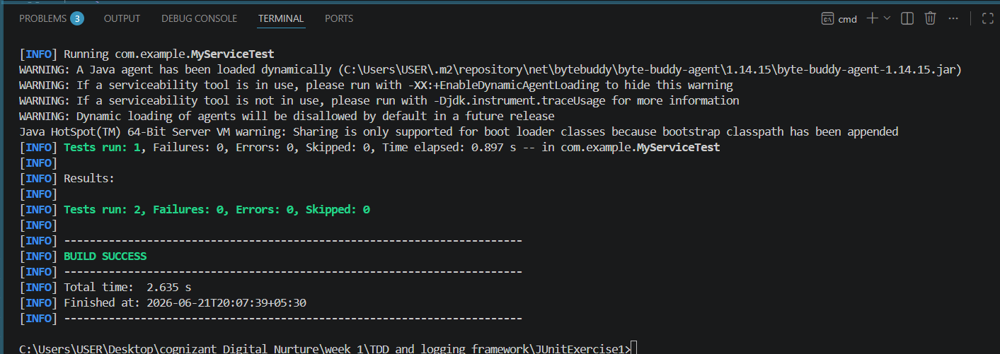 PROBLEMS 3 OUTPUT DEBUG CONSOLE TERMINAL PORTS cmd
[INFO] Running com.example.MyServiceTest
WARNING: A Java agent has been loaded dynamically (C:\Users\USER\.m2\repository\net\bytebuddy\byte-buddy-agent\1.14.15\byte-buddy-agent-1.14.15.jar)
WARNING: If a serviceability tool is in use, please run with -XX:+EnableDynamicAgentLoading to hide this warning
WARNING: If a serviceability tool is not in use, please run with -Djdk.instrument.traceUsage for more information
WARNING: Dynamic loading of agents will be disallowed by default in a future release
Java HotSpot(TM) 64-Bit Server VM warning: Sharing is only supported for boot loader classes because bootstrap classpath has been appended
[INFO] Tests run: 1, Failures: 0, Errors: 0, Skipped: 0, Time elapsed: 0.897 s -- in com.example.MyServiceTest
[INFO]
[INFO] Results:
[INFO]
[INFO] Tests run: 2, Failures: 0, Errors: 0, Skipped: 0
[INFO]
[INFO] ------------------------------------------------------------------------
[INFO] BUILD SUCCESS
[INFO] ------------------------------------------------------------------------
[INFO] Total time:  2.635 s
[INFO] Finished at: 2026-06-21T20:07:39+05:30
[INFO] ------------------------------------------------------------------------
C:\Users\USER\Desktop\cognizant Digital Nurture\week 1\TDD and logging framework\JUnitExercise1>